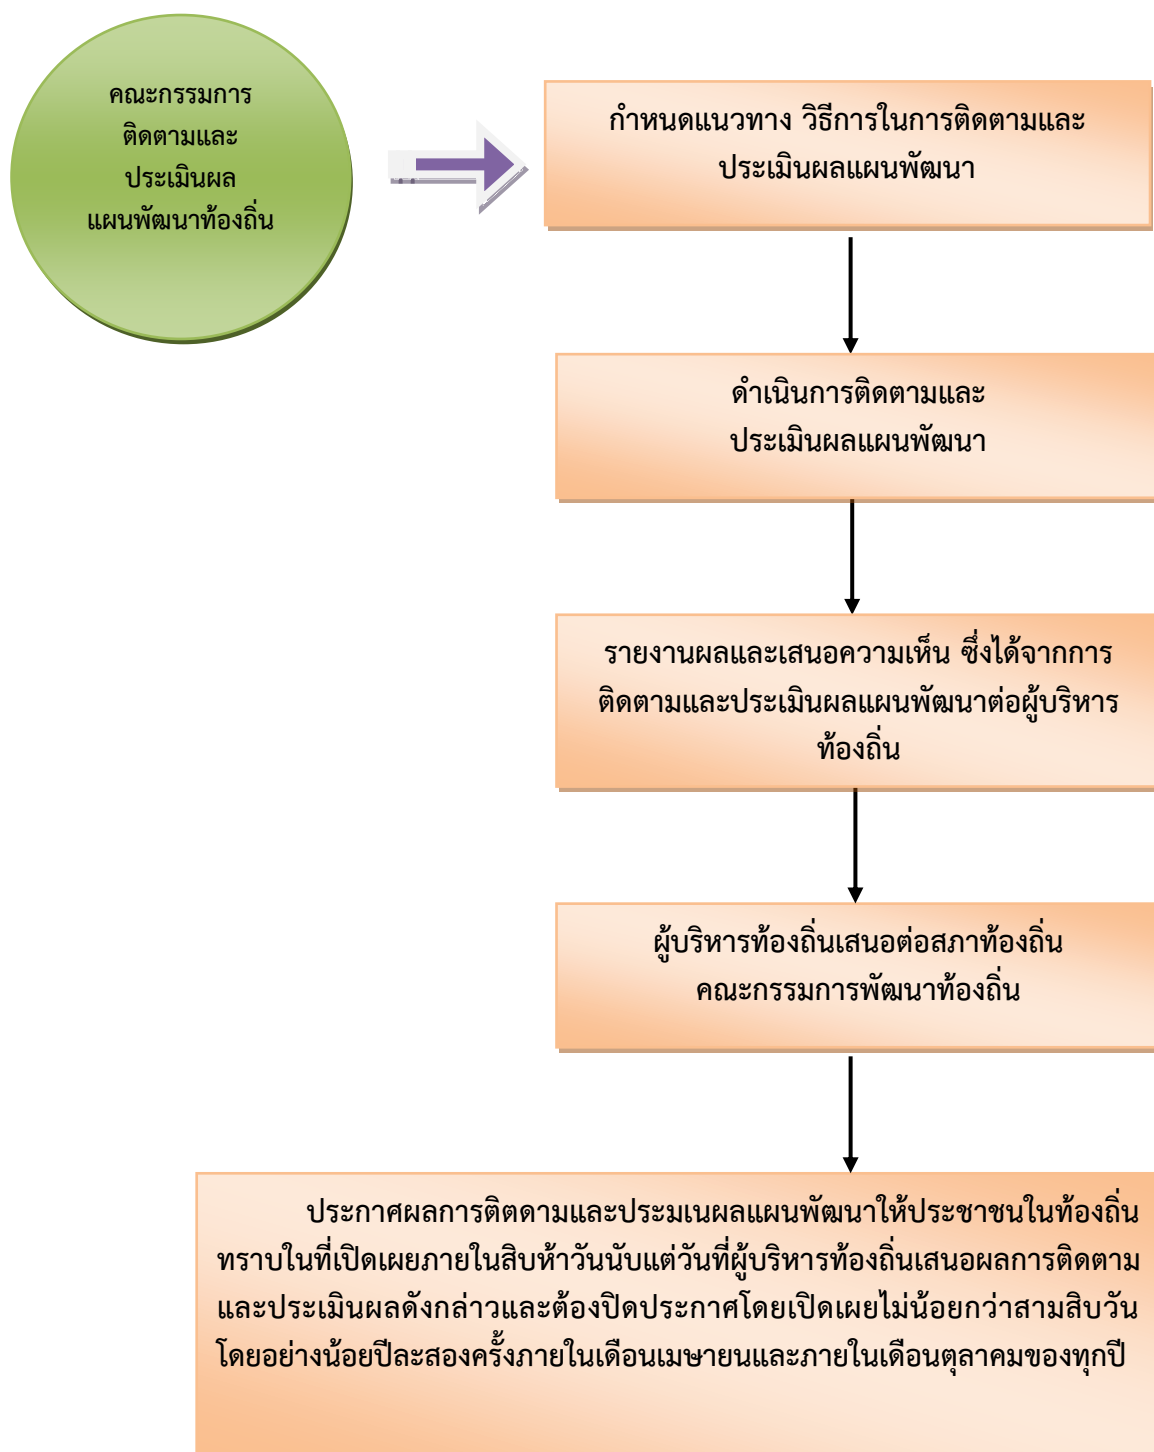 คณะกรรมการ
ติดตามและ
ประเมินผล
แผนพัฒนาท้องถิ่น
กำหนดแนวทาง วิธีการในการติดตามและ
ประเมินผลแผนพัฒนา
ดำเนินการติดตามและ
ประเมินผลแผนพัฒนา
รายงานผลและเสนอความเห็น ซึ่งได้จากการ
ติดตามและประเมินผลแผนพัฒนาต่อผู้บริหาร
ท้องถิ่น
ผู้บริหารท้องถิ่นเสนอต่อสภาท้องถิ่น
คณะกรรมการพัฒนาท้องถิ่น
ประกาศผลการติตดามและประมเนผลแผนพัฒนาให้ประชาชนในท้องถิ่น
ทราบในที่เปิดเผยภายในสิบห้าวันนับแต่วันที่ผู้บริหารท้องถิ่นเสนอผลการติดตาม
และประเมินผลดังกล่าวและต้องปิดประกาศโดยเปิดเผยไม่น้อยกว่าสามสิบวัน
โดยอย่างน้อยปีละสองครั้งภายในเดือนเมษายนและภายในเดือนตุลาคมของทุกปี